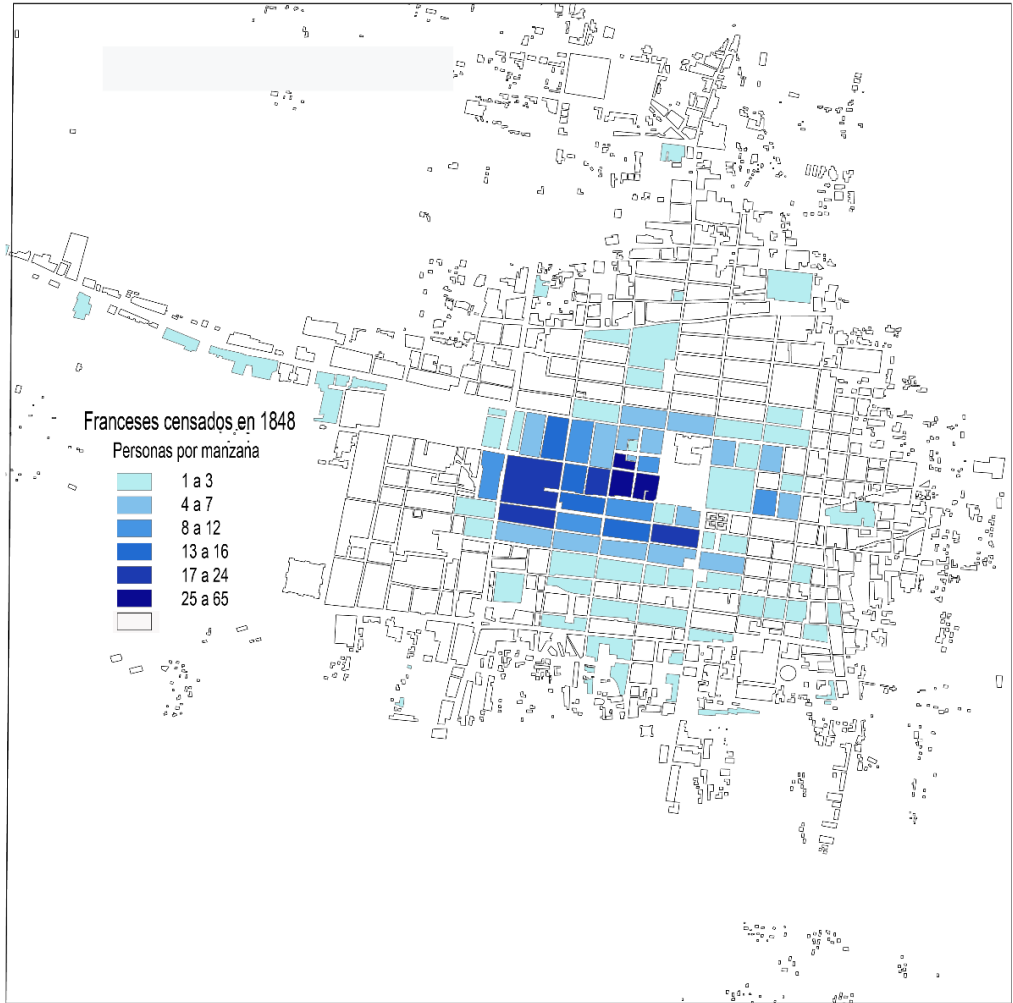 Franceses censados en 1848
Personas por manzana
1 a 3
4 a 7
8 a 12
13 a 16
17 a 24
25 a 65